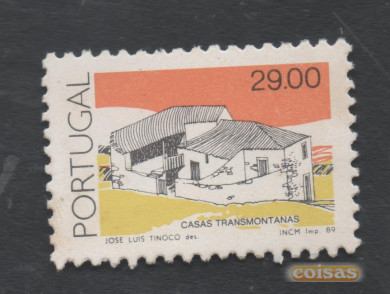 PORTUGAL
29.00
CASAS TRANSMONTANAS
JOSE LUIS TINOCO des. INCM Imp. 89
coisas